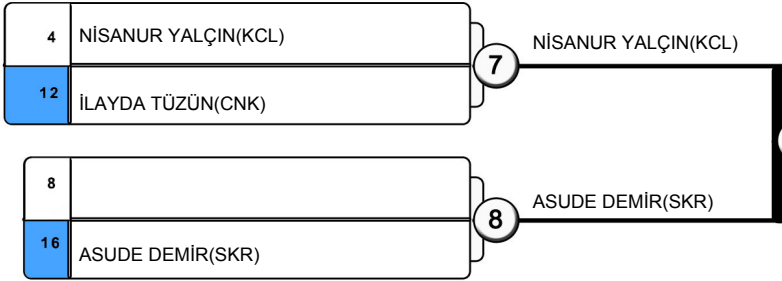 4 NİSANUR YALÇIN(KCL)
7 NİSANUR YALÇIN(KCL)
12 İLAYDA TÜZÜN(CNK)
8
8 ASUDE DEMİR(SKR)
16 ASUDE DEMİR(SKR)